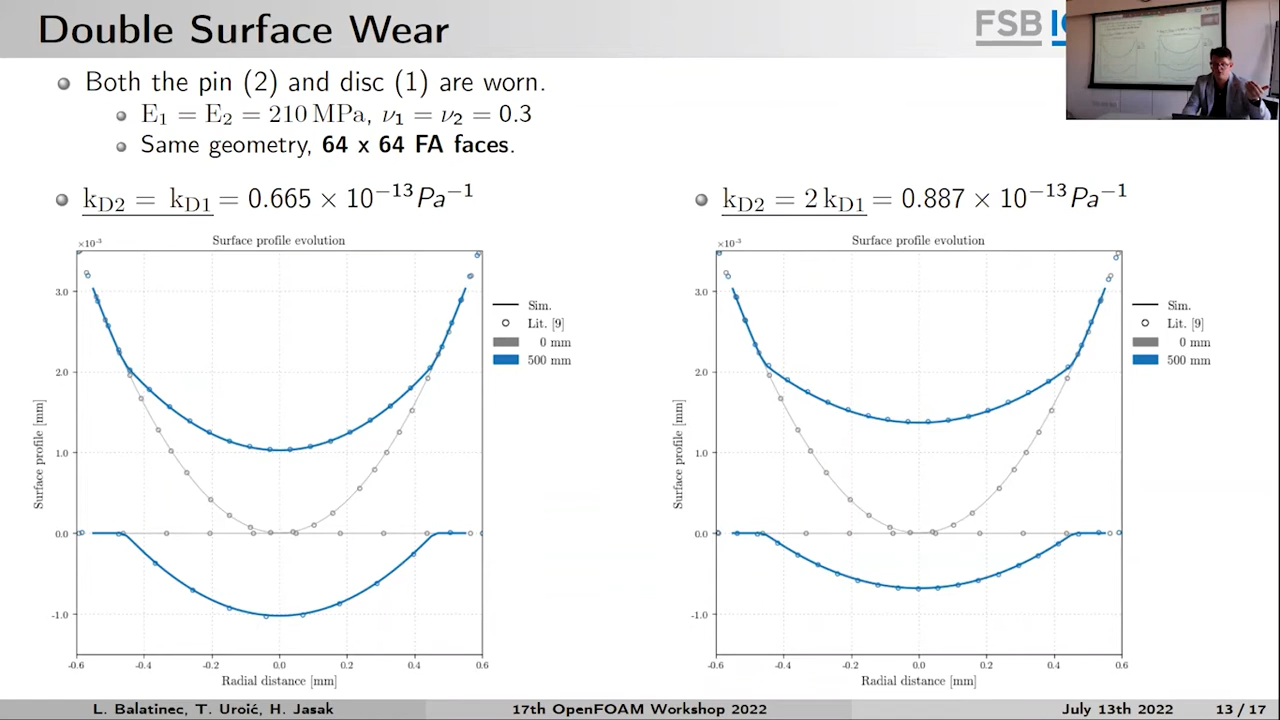 Double Surface Wear
FSB
Both the pin (2) and disc (1) are worn.
E₁ = E₂ = 210 MPa, ν₁ = ν₂ = 0.3
Same geometry, 64 x 64 FA faces.
k_D2 = k_D1 = 0.665 × 10⁻¹³ Pa⁻¹
Surface profile evolution
×10⁻³
3.0
2.0
1.0
0.0
-1.0
Surface profile [mm]
-0.6 -0.4 -0.2 0.0 0.2 0.4 0.6
Radial distance [mm]
Sim.
Lit. [9]
0 mm
500 mm
k_D2 = 2 k_D1 = 0.887 × 10⁻¹³ Pa⁻¹
Surface profile evolution
×10⁻³
3.0
2.0
1.0
0.0
-1.0
Surface profile [mm]
-0.6 -0.4 -0.2 0.0 0.2 0.4 0.6
Radial distance [mm]
Sim.
Lit. [9]
0 mm
500 mm
L. Balatinec, T. Uroić, H. Jasak 17th OpenFOAM Workshop 2022 July 13th 2022 13 / 17